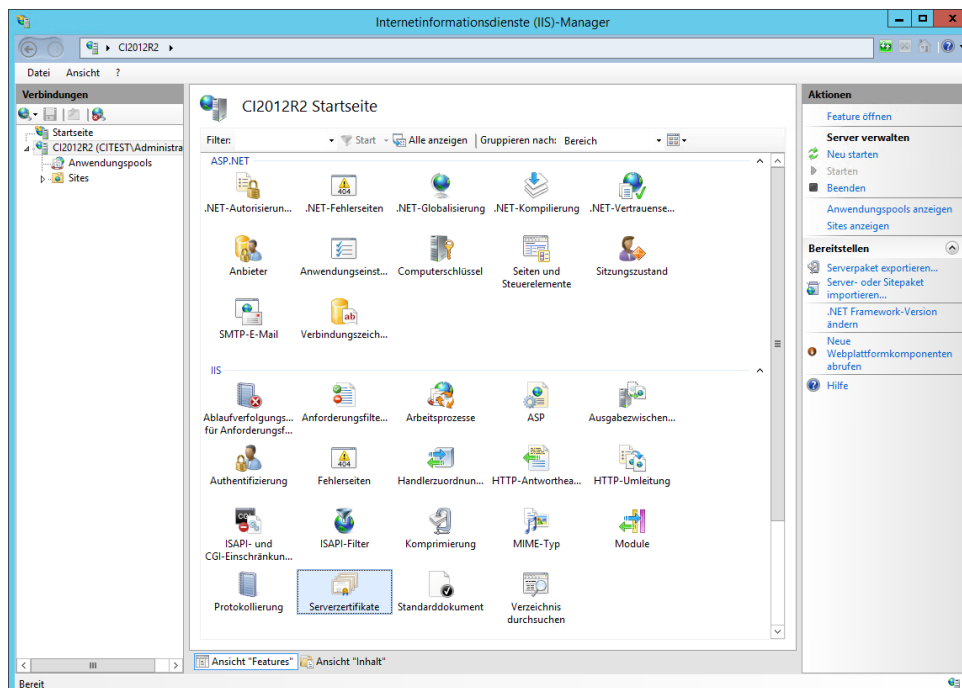 Internetinformationsdienste (IIS)-Manager
CI2012R2
Datei Ansicht ?
Verbindungen
Startseite
CI2012R2 (CITEST\Administra
Anwendungspools
Sites
CI2012R2 Startseite
Filter: Start Alle anzeigen Gruppieren nach: Bereich
ASP.NET
.NET-Autorisierun... .NET-Fehlerseiten .NET-Globalisierung .NET-Kompilierung .NET-Vertrauense...
Anbieter Anwendungseinst... Computerschlüssel Seiten und Sitzungszustand
Steuerelemente
SMTP-E-Mail Verbindungszeich...
IIS
Ablaufverfolgungs... Anforderungsfilte... Arbeitsprozesse ASP Ausgabezwischen...
für Anforderungsf...
Authentifizierung Fehlerseiten Handlerzuordnun... HTTP-Antworthea... HTTP-Umleitung
ISAPI- und ISAPI-Filter Komprimierung MIME-Typ Module
CGI-Einschränkun...
Protokollierung Serverzertifikate Standarddokument Verzeichnis
durchsuchen
Ansicht "Features" Ansicht "Inhalt"
Aktionen
Feature öffnen
Server verwalten
Neu starten
Starten
Beenden
Anwendungspools anzeigen
Sites anzeigen
Bereitstellen
Serverpaket exportieren...
Server- oder Sitepaket
importieren...
.NET Framework-Version
ändern
Neue
Webplattformkomponenten
abrufen
Hilfe
Bereit